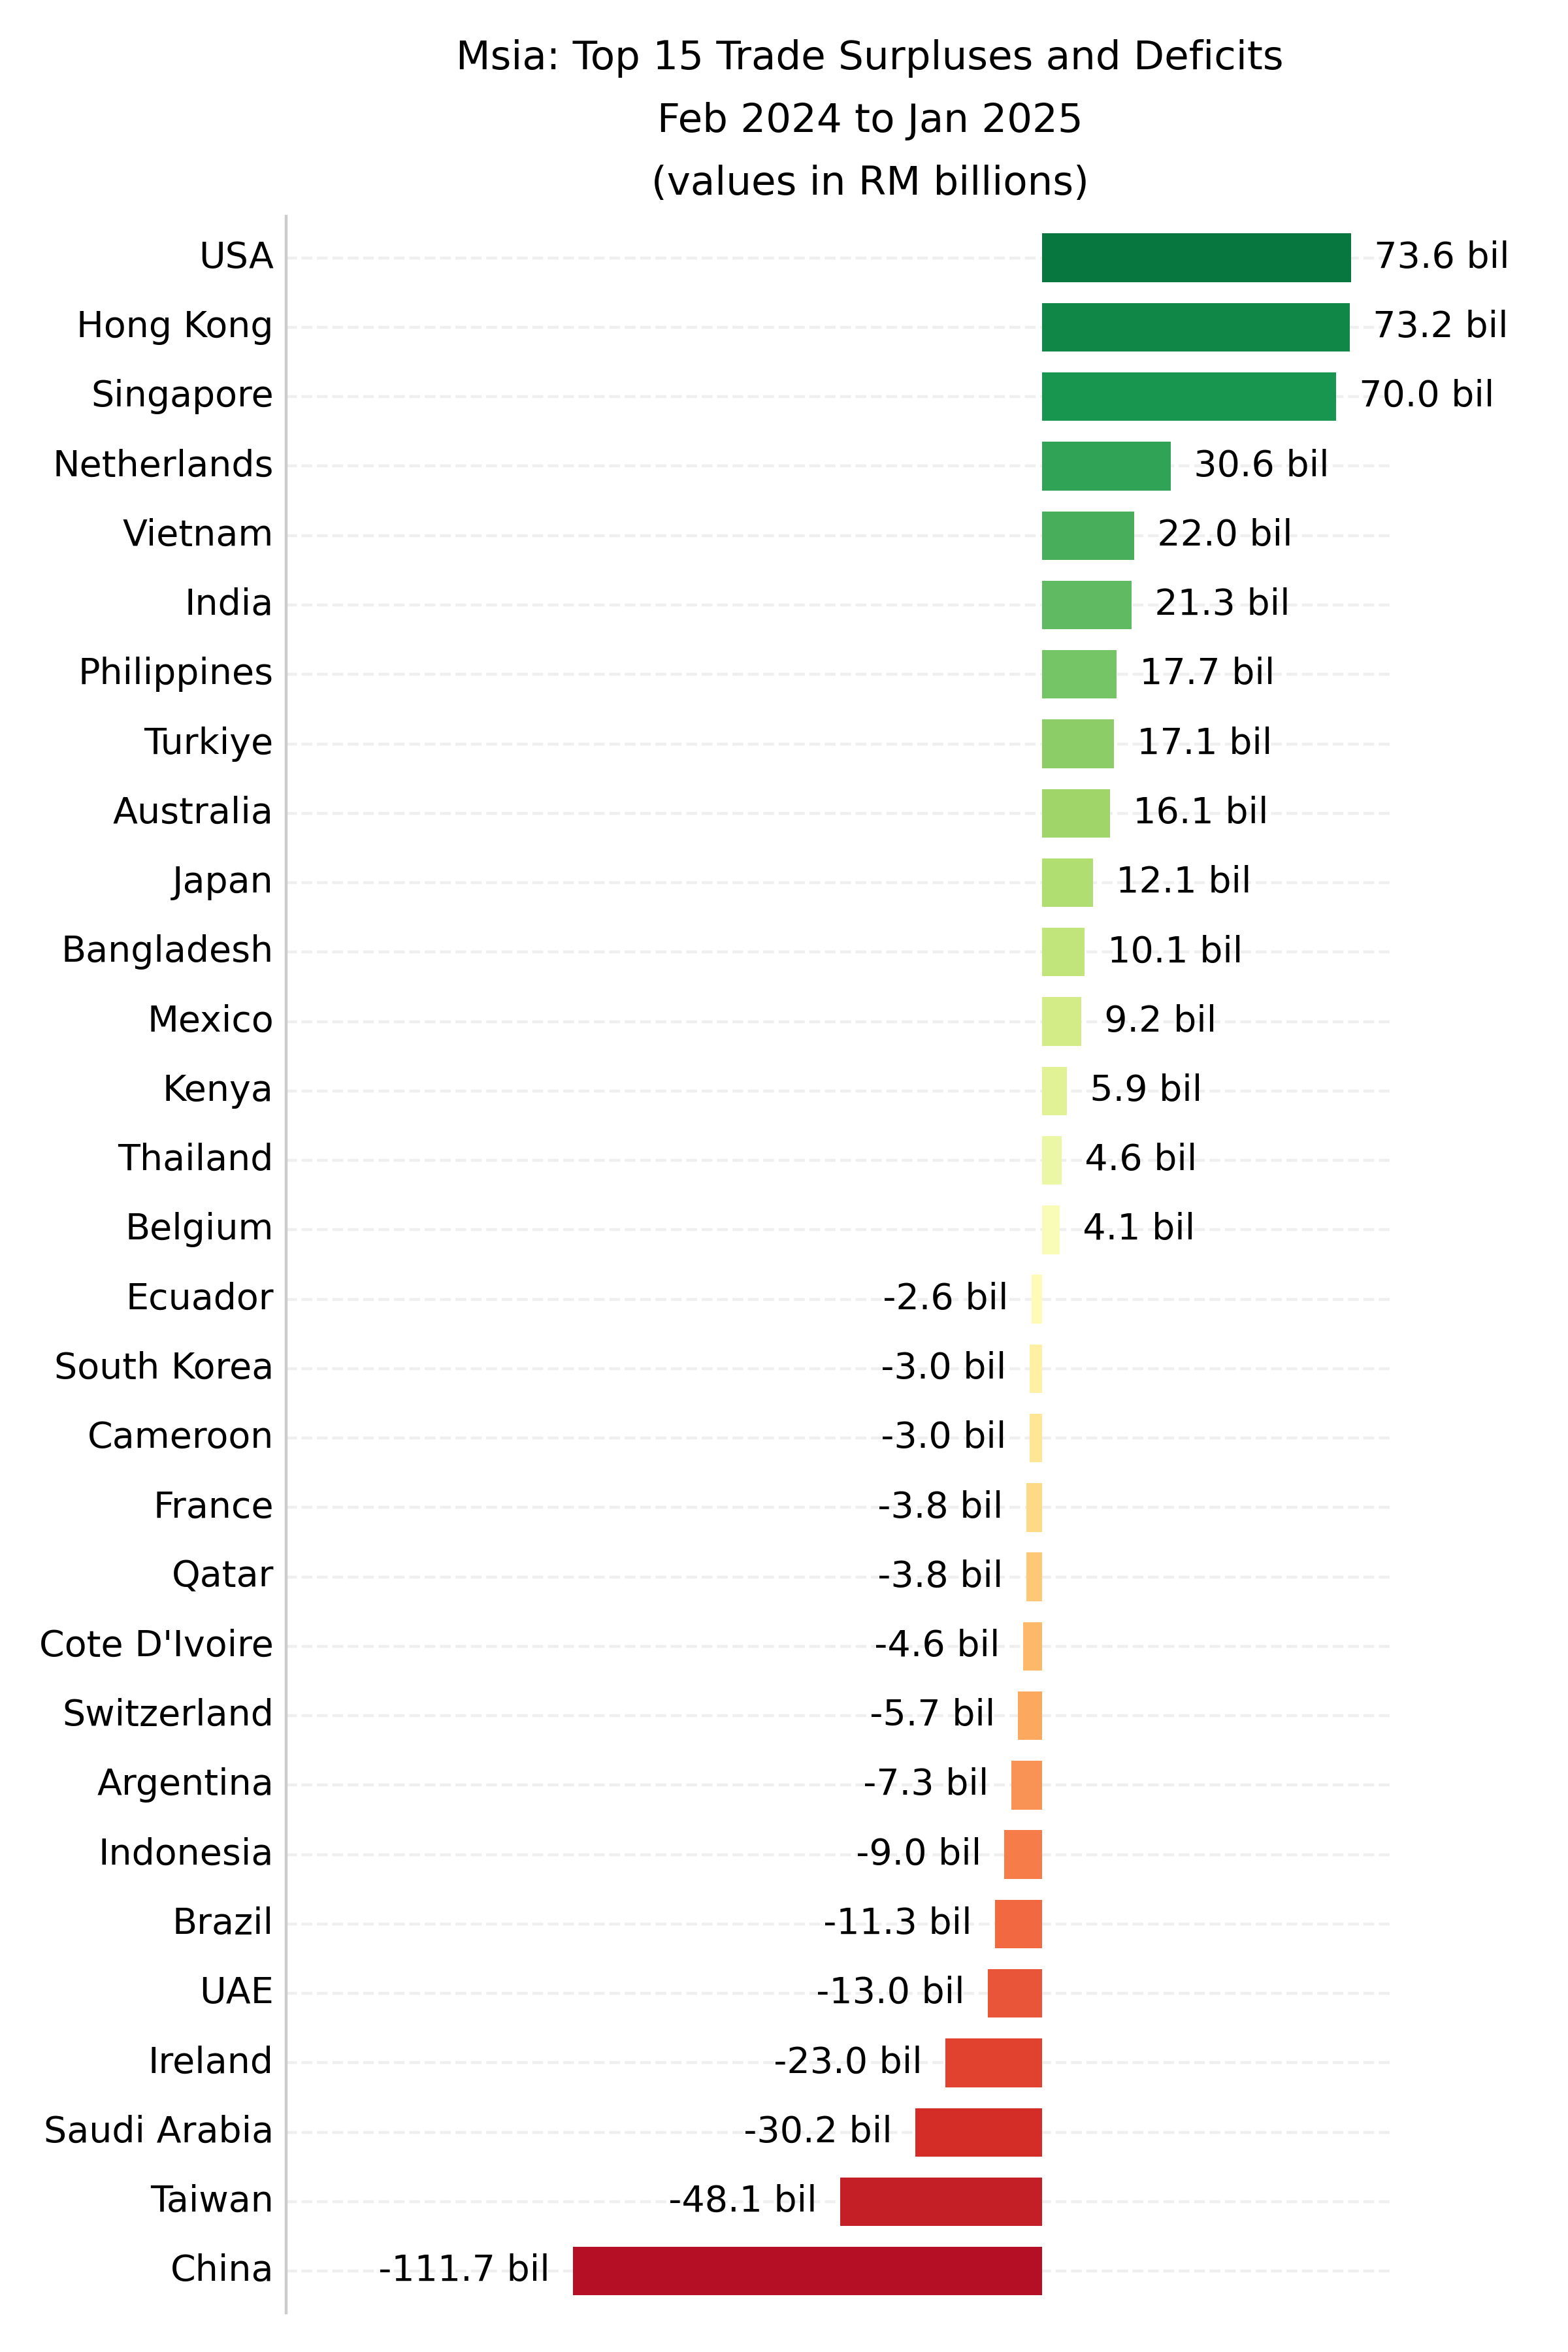 Msia: Top 15 Trade Surpluses and Deficits
Feb 2024 to Jan 2025
(values in RM billions)
USA 73.6 bil
Hong Kong 73.2 bil
Singapore 70.0 bil
Netherlands 30.6 bil
Vietnam 22.0 bil
India 21.3 bil
Philippines 17.7 bil
Turkiye 17.1 bil
Australia 16.1 bil
Japan 12.1 bil
Bangladesh 10.1 bil
Mexico 9.2 bil
Kenya 5.9 bil
Thailand 4.6 bil
Belgium 4.1 bil
Ecuador -2.6 bil
South Korea -3.0 bil
Cameroon -3.0 bil
France -3.8 bil
Qatar -3.8 bil
Cote D'Ivoire -4.6 bil
Switzerland -5.7 bil
Argentina -7.3 bil
Indonesia -9.0 bil
Brazil -11.3 bil
UAE -13.0 bil
Ireland -23.0 bil
Saudi Arabia -30.2 bil
Taiwan -48.1 bil
China -111.7 bil